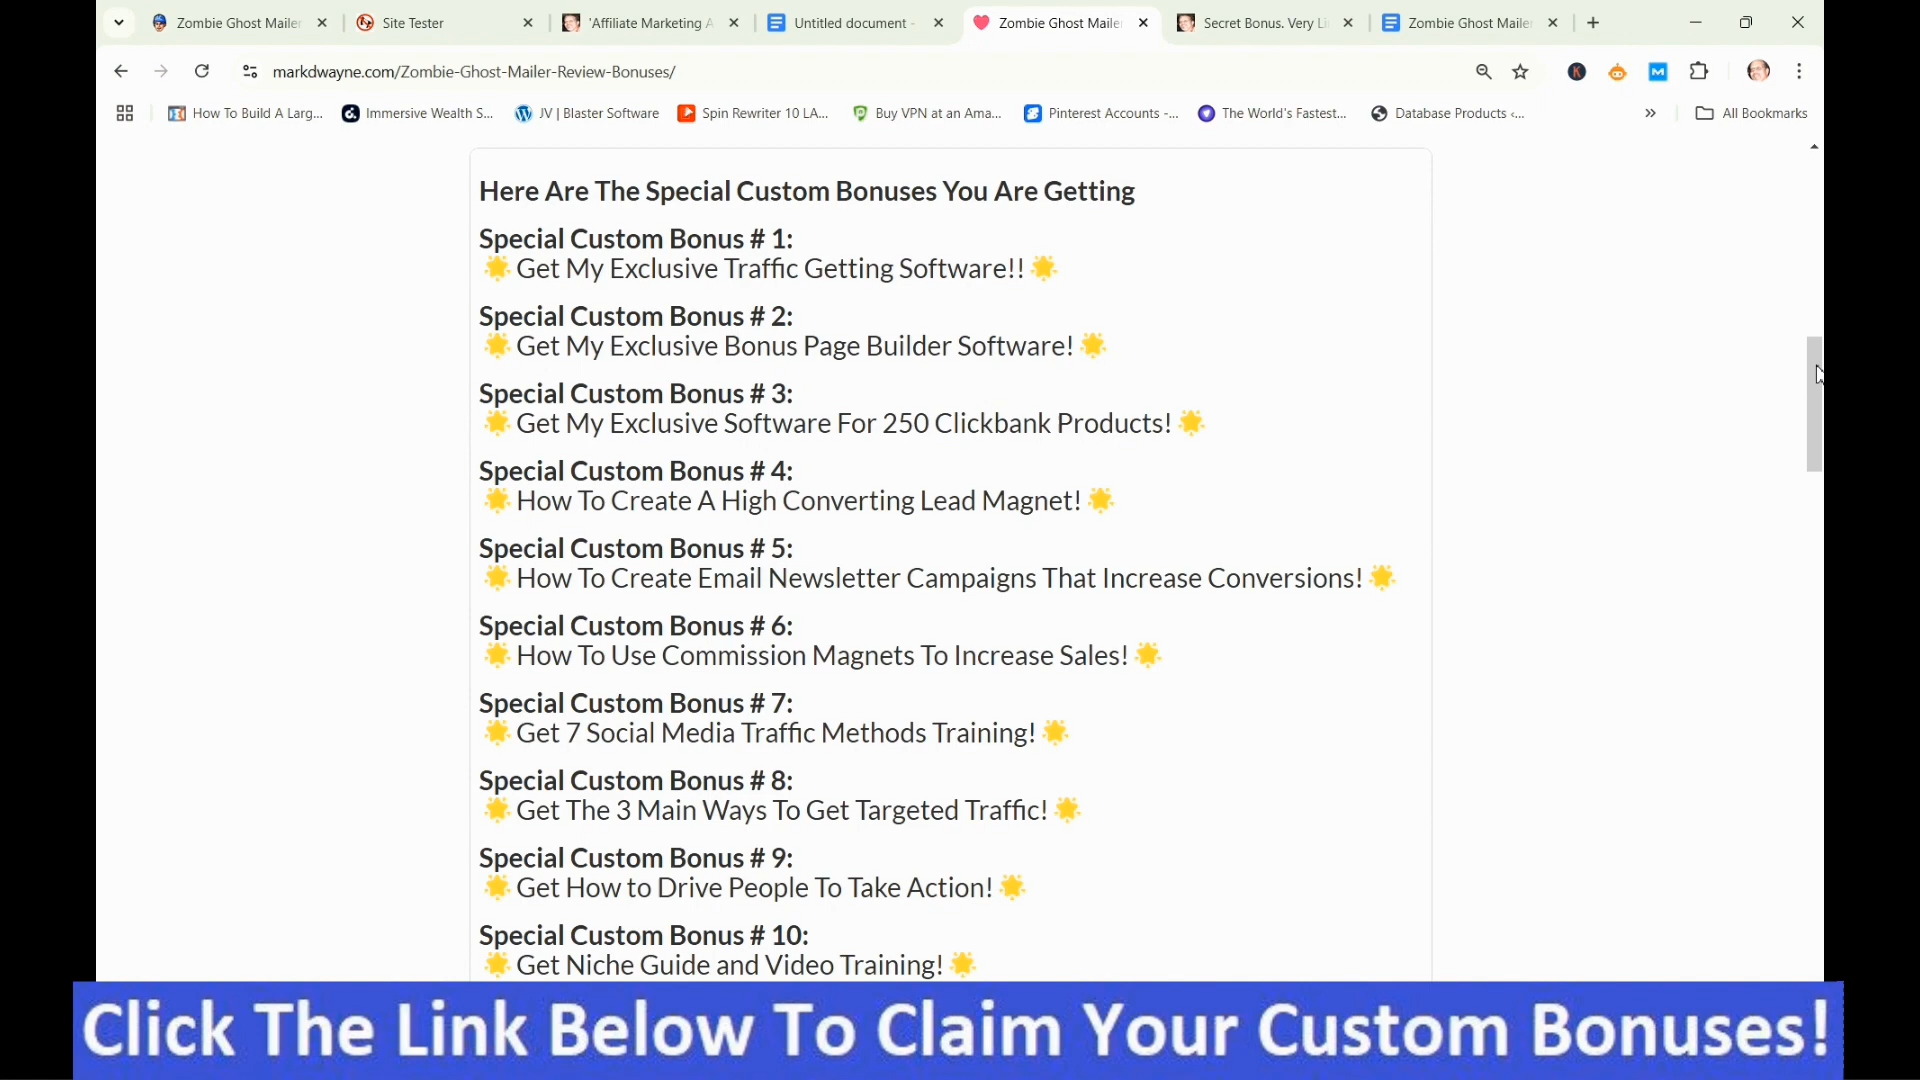 Zombie Ghost Mailer
Site Tester
'Affiliate Marketing A
Untitled document -
Zombie Ghost Maile
Secret Bonus. Very Li
Zombie Ghost Maile
markdwayne.com/Zombie-Ghost-Mailer-Review-Bonuses/
How To Build A Larg...
Immersive Wealth S...
JV | Blaster Software
Spin Rewriter 10 LA...
Buy VPN at an Ama...
Pinterest Accounts -...
The World's Fastest...
Database Products <...
All Bookmarks
Here Are The Special Custom Bonuses You Are Getting
Special Custom Bonus # 1:
🌟 Get My Exclusive Traffic Getting Software!! 🌟
Special Custom Bonus # 2:
🌟 Get My Exclusive Bonus Page Builder Software! 🌟
Special Custom Bonus # 3:
🌟 Get My Exclusive Software For 250 Clickbank Products! 🌟
Special Custom Bonus # 4:
🌟 How To Create A High Converting Lead Magnet! 🌟
Special Custom Bonus # 5:
🌟 How To Create Email Newsletter Campaigns That Increase Conversions! 🌟
Special Custom Bonus # 6:
🌟 How To Use Commission Magnets To Increase Sales! 🌟
Special Custom Bonus # 7:
🌟 Get 7 Social Media Traffic Methods Training! 🌟
Special Custom Bonus # 8:
🌟 Get The 3 Main Ways To Get Targeted Traffic! 🌟
Special Custom Bonus # 9:
🌟 Get How to Drive People To Take Action! 🌟
Special Custom Bonus # 10:
🌟 Get Niche Guide and Video Training! 🌟
Click The Link Below To Claim Your Custom Bonuses!